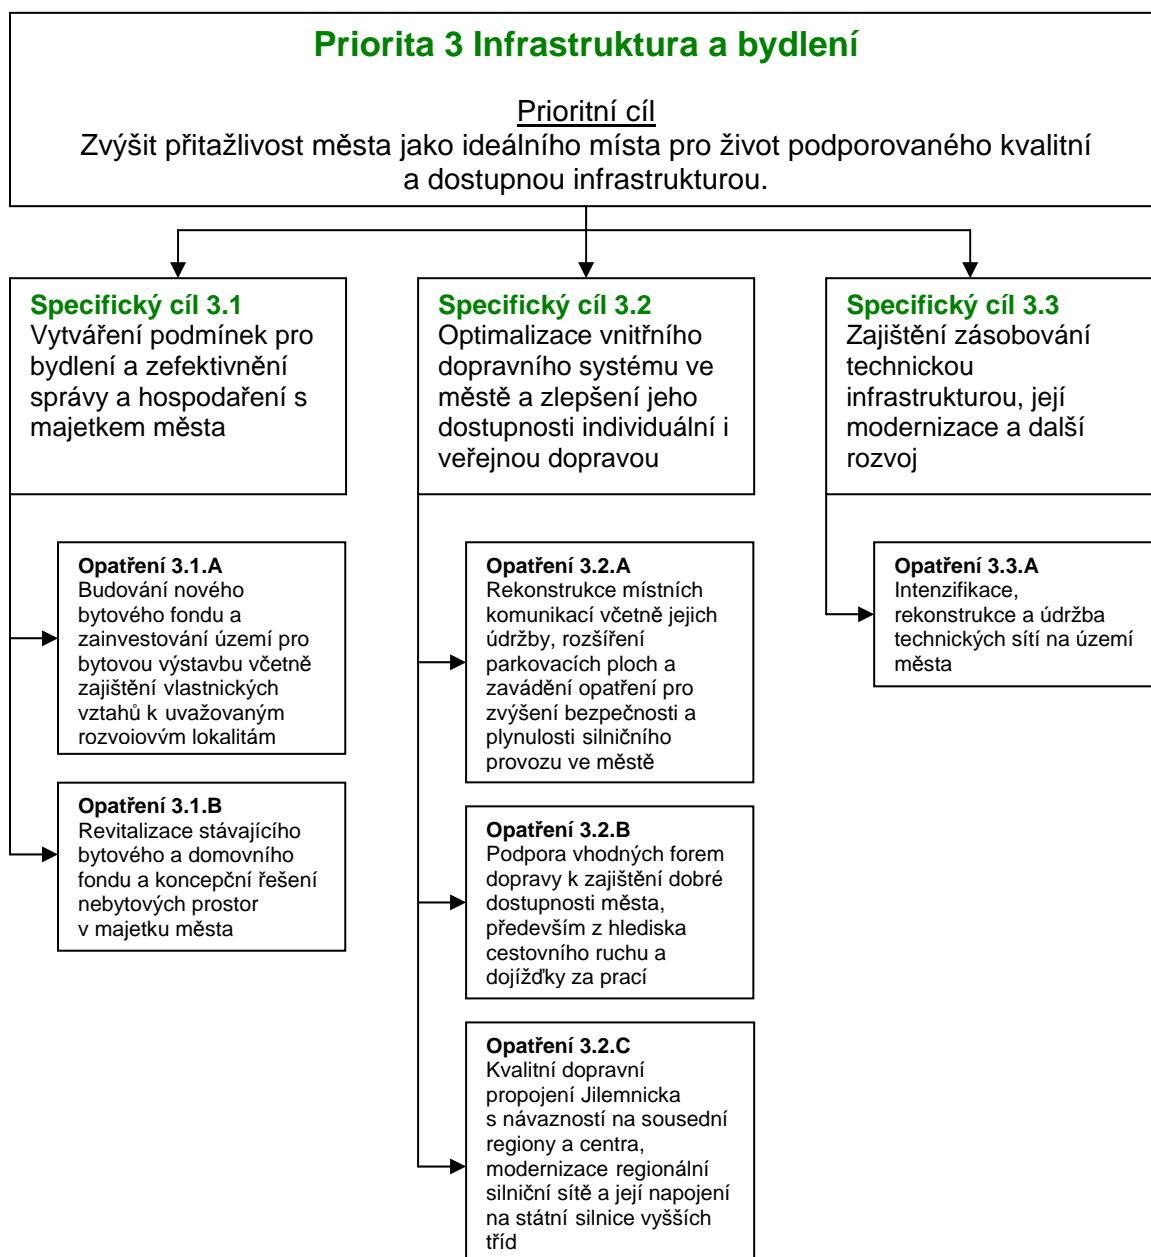 Priorita 3 Infrastruktura a bydlení
Prioritní cíl
Zvýšit přitažlivost města jako ideálního místa pro život podporovaného kvalitní
a dostupnou infrastrukturou.
Specifický cíl 3.1
Vytváření podmínek pro
bydlení a zefektivnění
správy a hospodaření s
majetkem města
Opatření 3.1.A
Budování nového
bytového fondu a
zainvestování území pro
bytovou výstavbu včetně
zajištění vlastnických
vztahů k uvažovaným
rozvoiovým lokalitám
Opatření 3.1.B
Revitalizace stávajícího
bytového a domovního
fondu a koncepční řešení
nebytových prostor
v majetku města
Specifický cíl 3.2
Optimalizace vnitřního
dopravního systému ve
městě a zlepšení jeho
dostupnosti individuální i
veřejnou dopravou
Opatření 3.2.A
Rekonstrukce místních
komunikací včetně jejich
údržby, rozšíření
parkovacích ploch a
zavádění opatření pro
zvýšení bezpečnosti a
plynulosti silničního
provozu ve městě
Opatření 3.2.B
Podpora vhodných forem
dopravy k zajištění dobré
dostupnosti města,
především z hlediska
cestovního ruchu a
dojížďky za prací
Opatření 3.2.C
Kvalitní dopravní
propojení Jilemnicka
s návazností na sousední
regiony a centra,
modernizace regionální
silniční sítě a její napojení
na státní silnice vyšších
tříd
Specifický cíl 3.3
Zajištění zásobování
technickou
infrastrukturou, její
modernizace a další
rozvoj
Opatření 3.3.A
Intenzifikace,
rekonstrukce a údržba
technických sítí na území
města